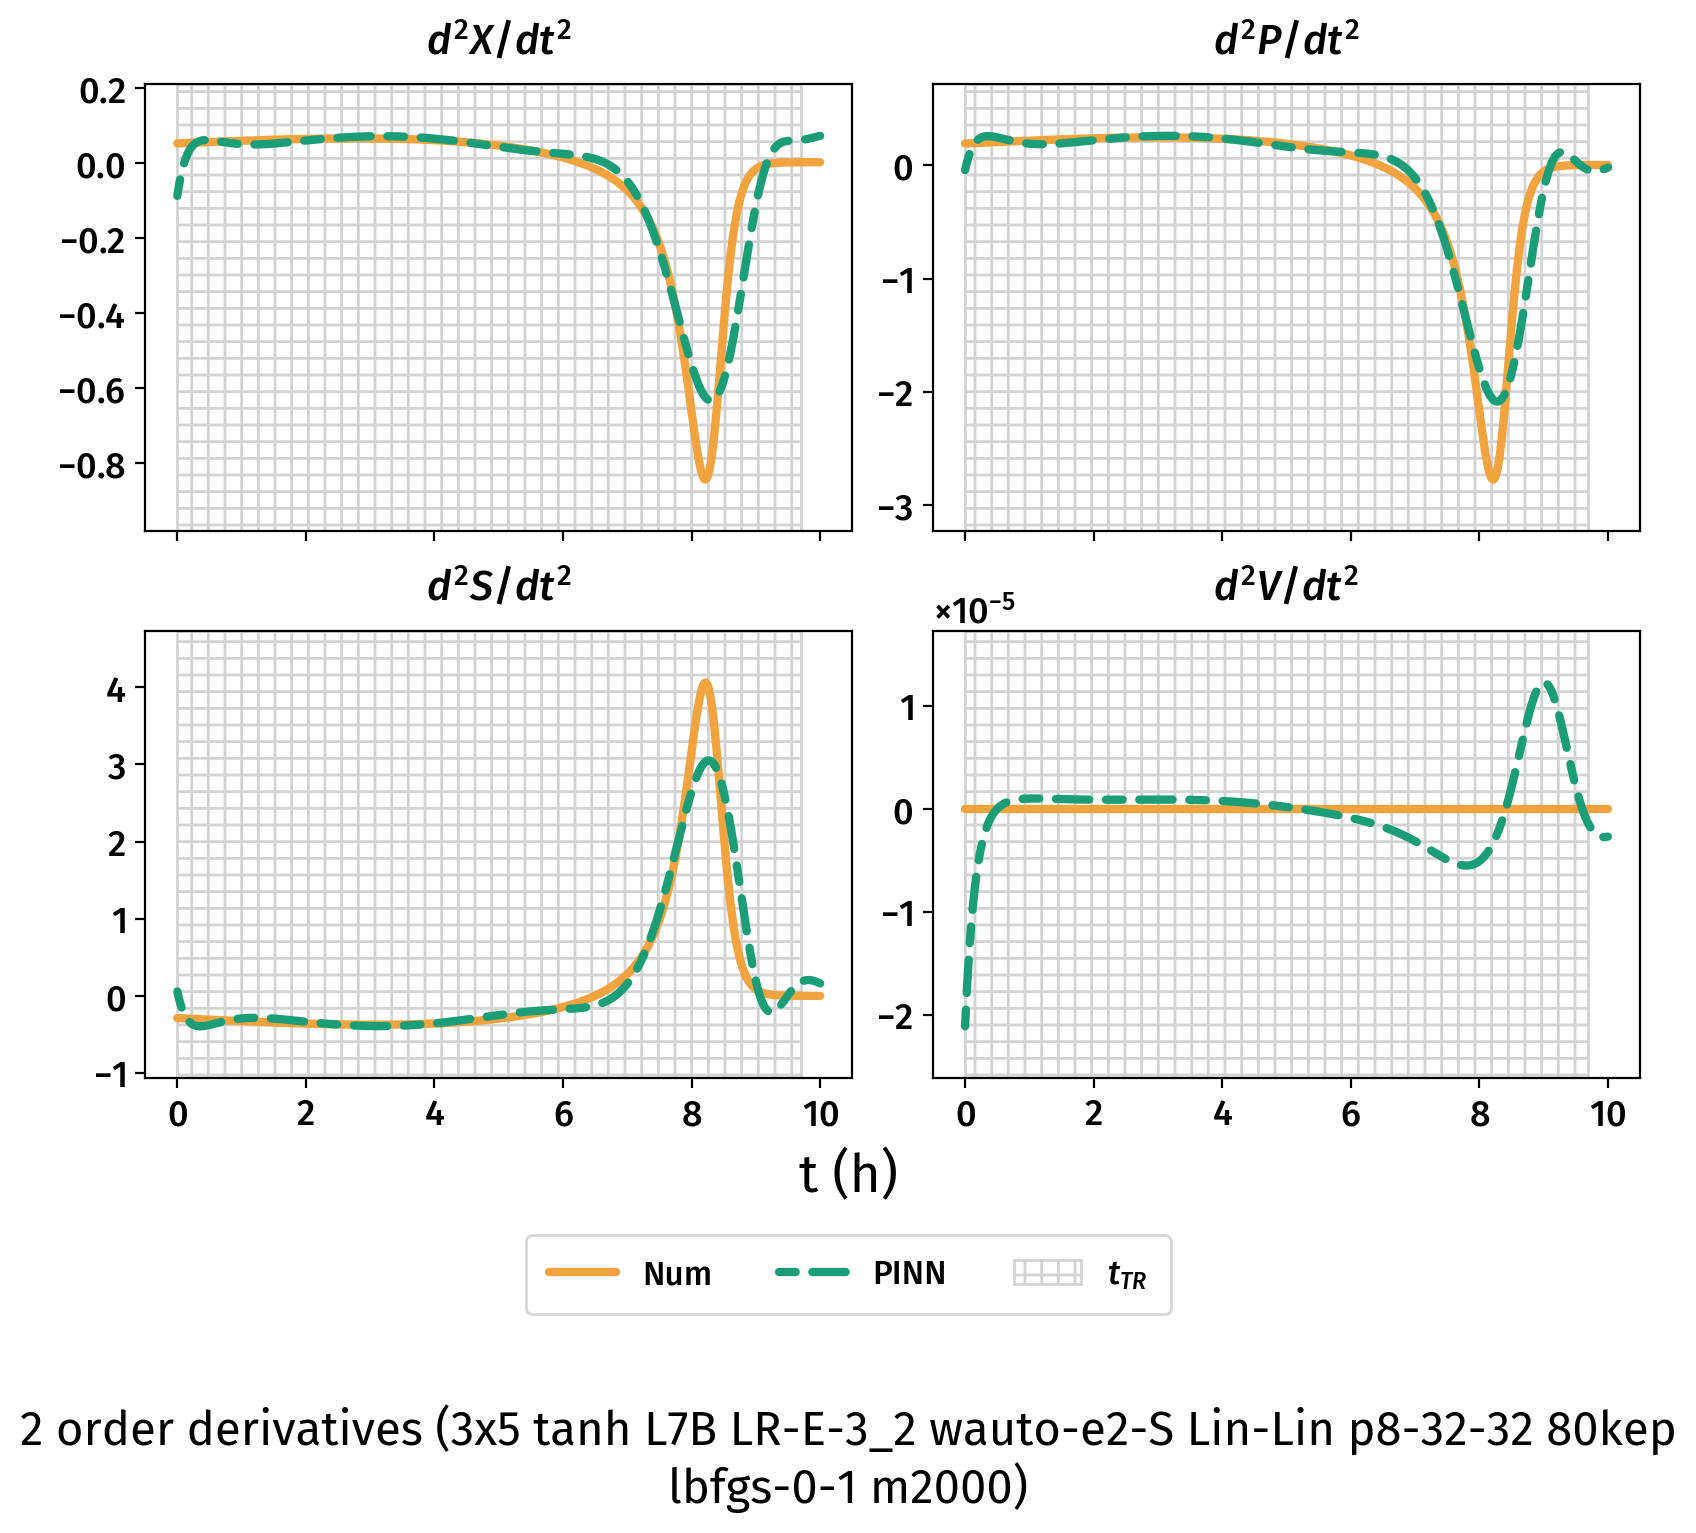 d²X/dt²
d²P/dt²
0.2
0.0
−0.2
−0.4
−0.6
−0.8
0
−1
−2
−3
d²S/dt²
d²V/dt²
×10⁻⁵
4
3
2
1
0
−1
1
0
−1
−2
0 2 4 6 8 10
0 2 4 6 8 10
t (h)
Num PINN t_TR
2 order derivatives (3x5 tanh L7B LR-E-3_2 wauto-e2-S Lin-Lin p8-32-32 80kep
lbfgs-0-1 m2000)